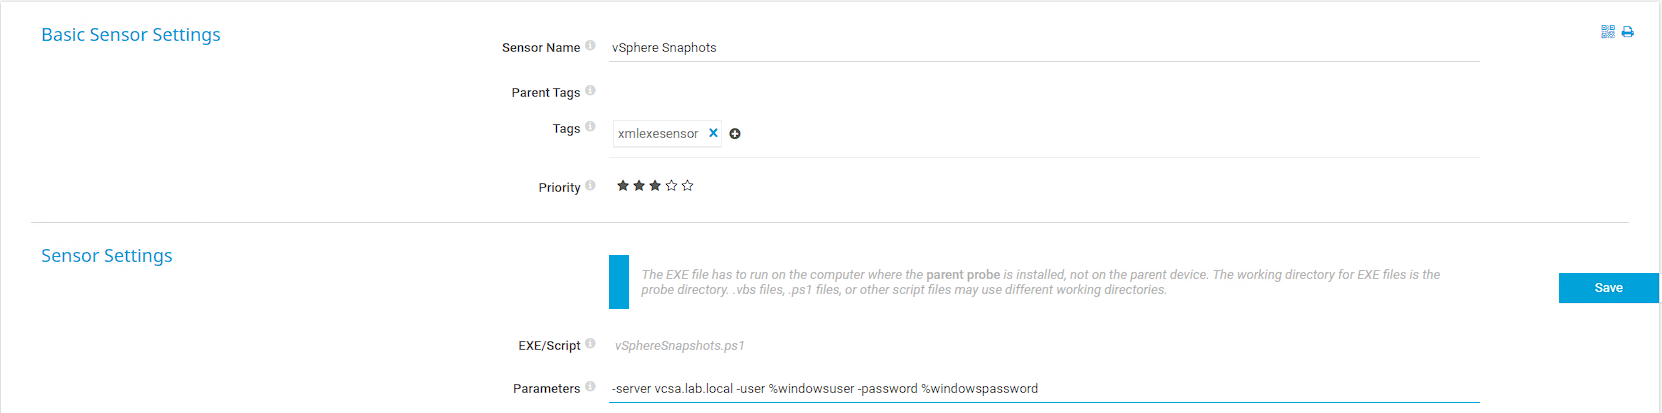 Basic Sensor Settings
Sensor Name vSphere Snaphots
Parent Tags
Tags xmlexesensor
Priority
Sensor Settings
The EXE file has to run on the computer where the parent probe is installed, not on the parent device. The working directory for EXE files is the
probe directory. .vbs files, .ps1 files, or other script files may use different working directories.
Save
EXE/Script vSphereSnapshots.ps1
Parameters -server vcsa.lab.local -user %windowsuser -password %windowspassword